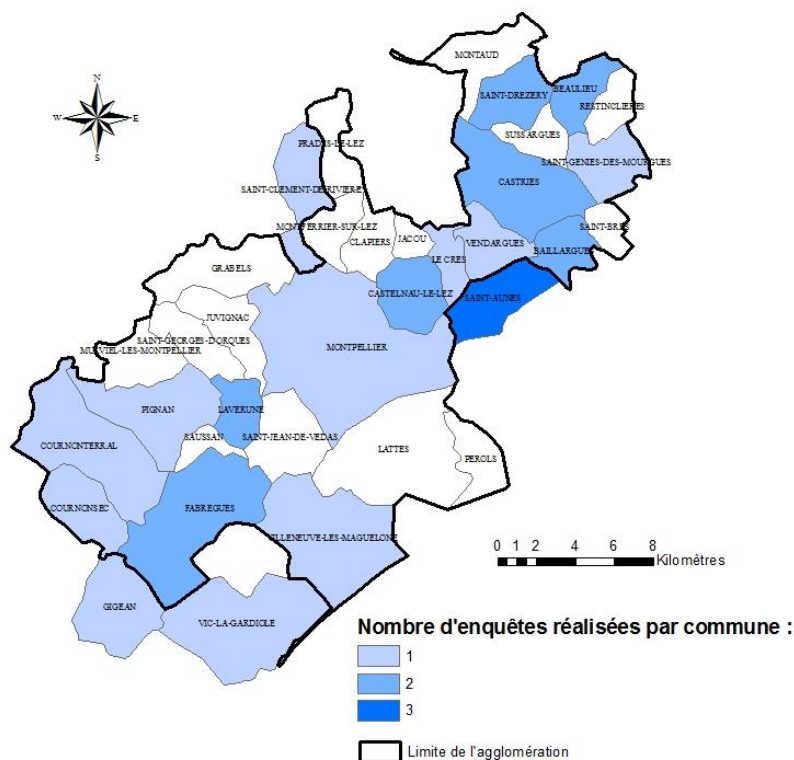 MONTAUD
SAINT-DREZERY
BEAULIEU
RESTINCLIERES
SUSSARGUES
N
W
E
S
PRADES-LE-LEZ
SAINT-GENIES-DES-MOURGUES
CASTRIES
SAINT-CLEMENT-DE-RIVIERE
MONTFERRIER-SUR-LEZ
SAINT-BRES
CLAPIERS
JACOU
VENDARGUES
BAILLARGUES
LE CRES
GRABELS
CASTELNAU-LE-LEZ
SAINT-AUNES
JUVIGNAC
SAINT-GEORGES-D'ORQUES
MURVIEL-LES-MONTPELLIER
MONTPELLIER
PIGNAN
LAVERUNE
SAUSSAN
SAINT-JEAN-DE-VEDAS
COURNONTERRAL
LATTES
PEROLS
COURNONSEC
FABREGUES
VILLENEUVE-LES-MAGUELONE
0 1 2 4 6 8
Kilomètres
GIGEAN
VIC-LA-GARDIOLE
Nombre d'enquêtes réalisées par commune :
1
2
3
Limite de l'agglomération